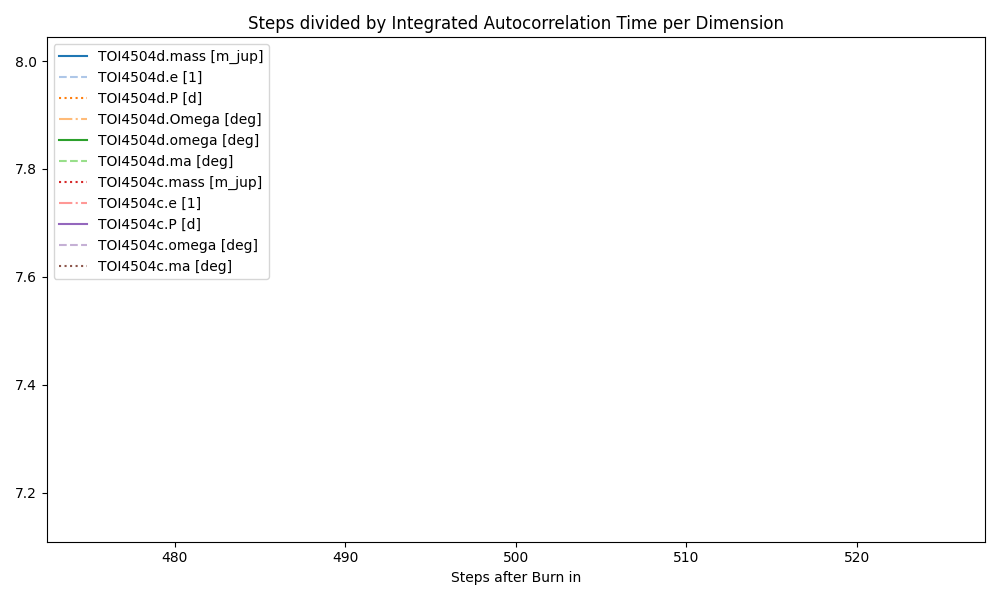 Steps divided by Integrated Autocorrelation Time per Dimension
8.0
7.8
7.6
7.4
7.2
TOI4504d.mass [m_jup]
TOI4504d.e [1]
TOI4504d.P [d]
TOI4504d.Omega [deg]
TOI4504d.omega [deg]
TOI4504d.ma [deg]
TOI4504c.mass [m_jup]
TOI4504c.e [1]
TOI4504c.P [d]
TOI4504c.omega [deg]
TOI4504c.ma [deg]
480 490 500 510 520
Steps after Burn in